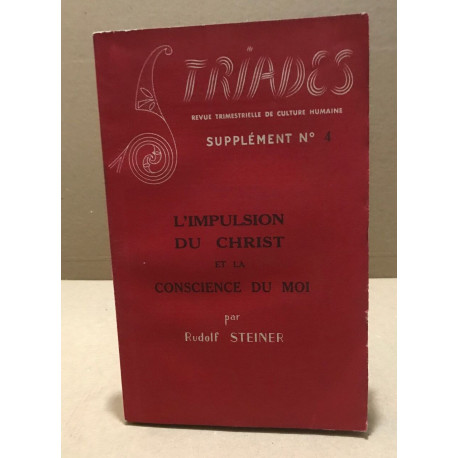 TRIADES
REVUE TRIMESTRIELLE DE CULTURE HUMAINE
SUPPLÉMENT Nº 4
L'IMPULSION
DU CHRIST
ET LA
CONSCIENCE DU MOI
par
Rudolf STEINER